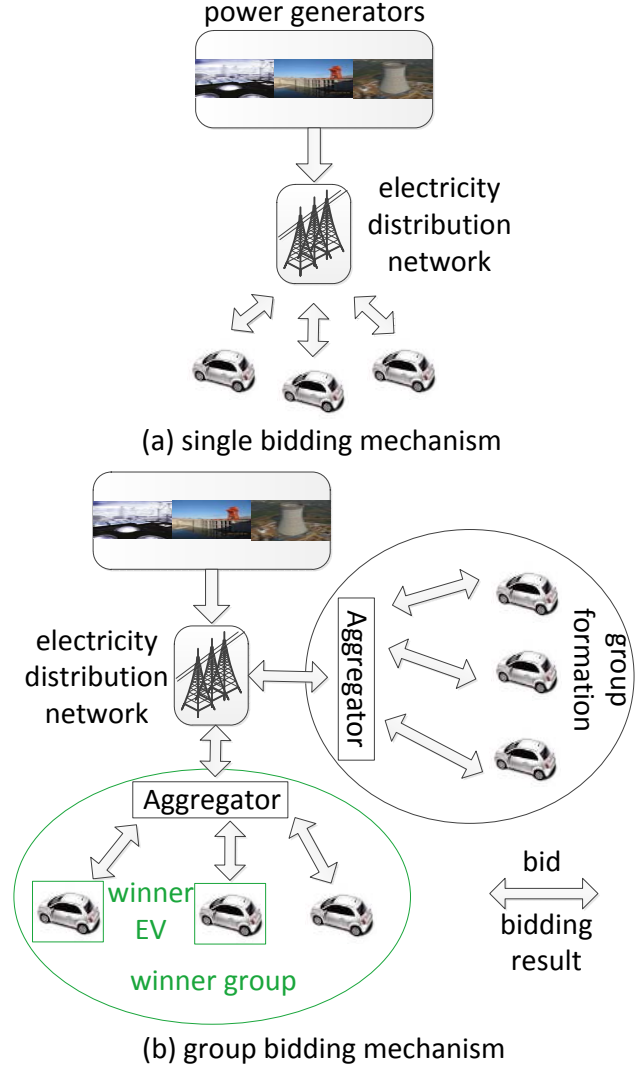 power generators
electricity
distribution
network
(a) single bidding mechanism
electricity
distribution
network
Aggregator
group
formation
Aggregator
winner
EV
winner group
bid
bidding
result
(b) group bidding mechanism